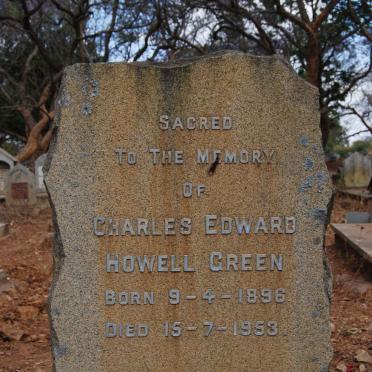 SACRED
TO THE MEMORY
OF
CHARLES EDWARD
HOWELL GREEN
BORN 9-4-1896
DIED 15-7-1953.